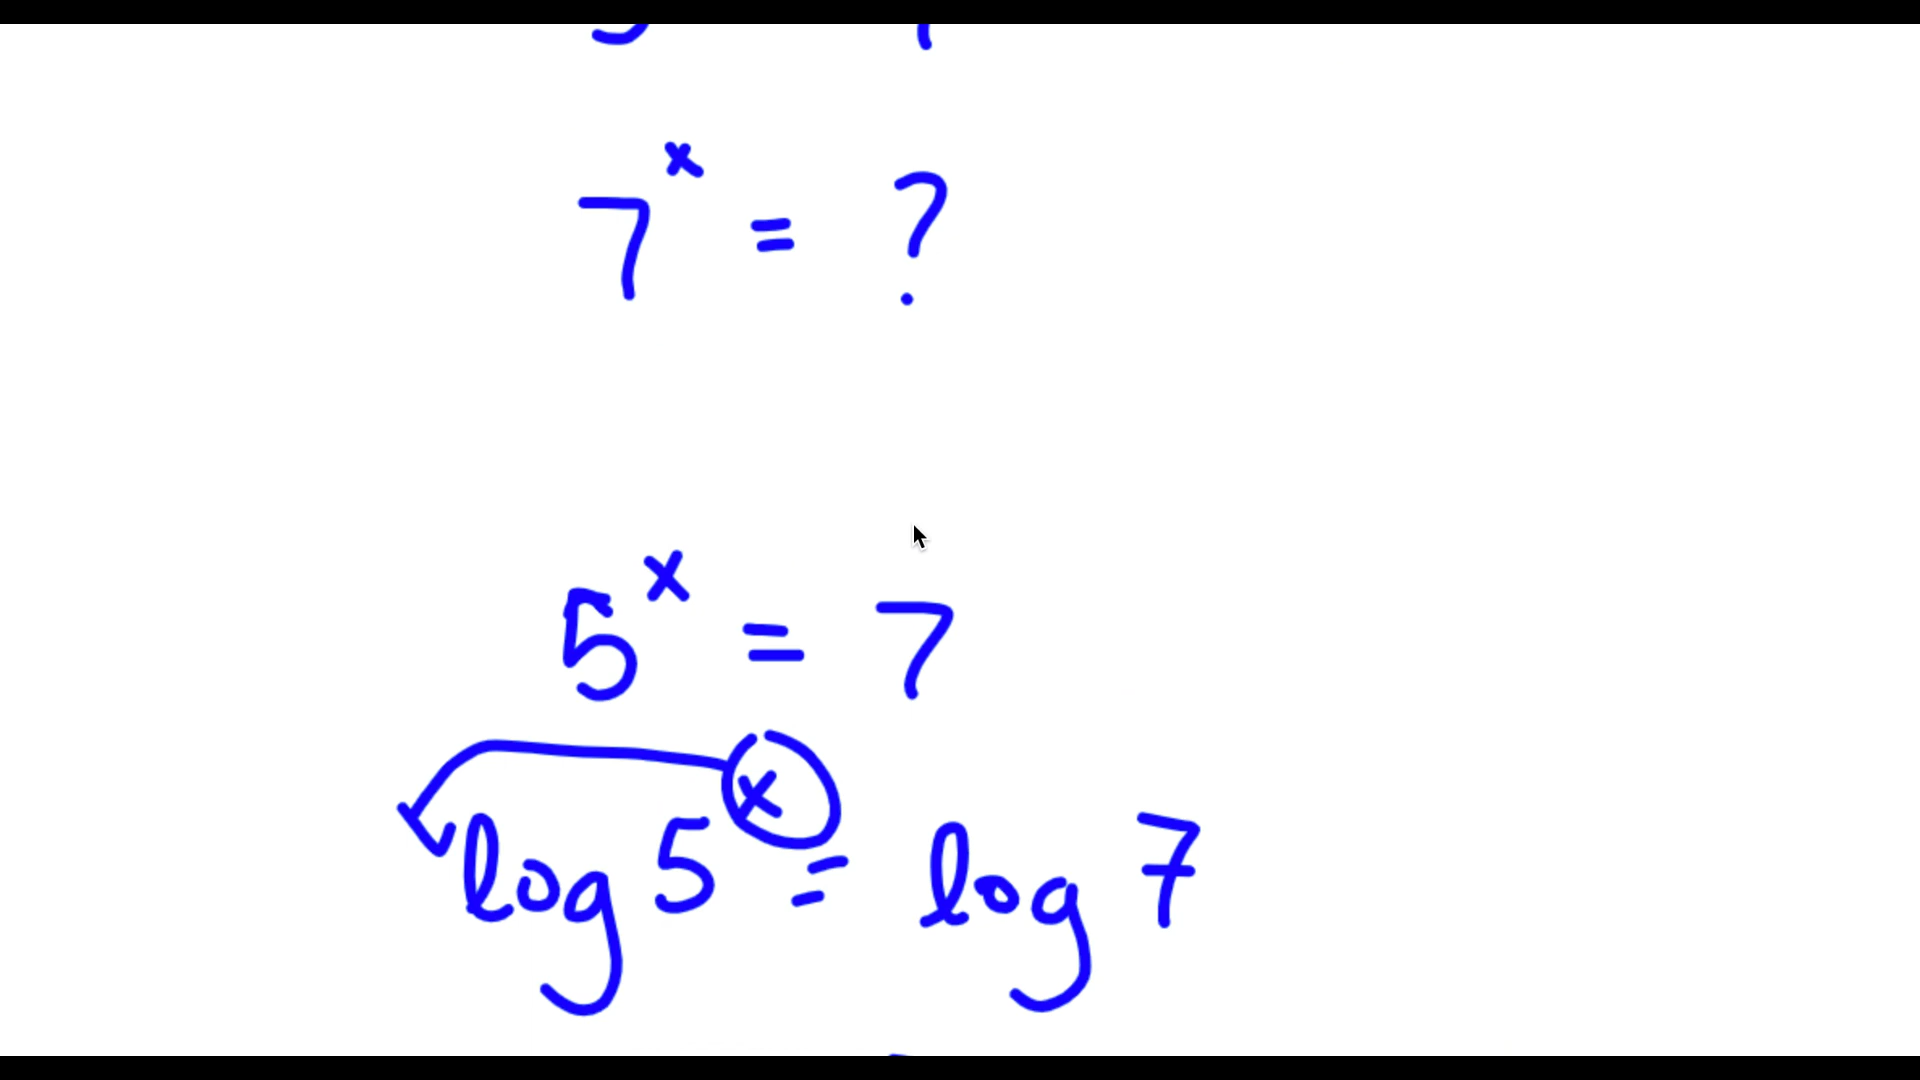 7^x = ?
5^x = 7
log 5^x = log 7